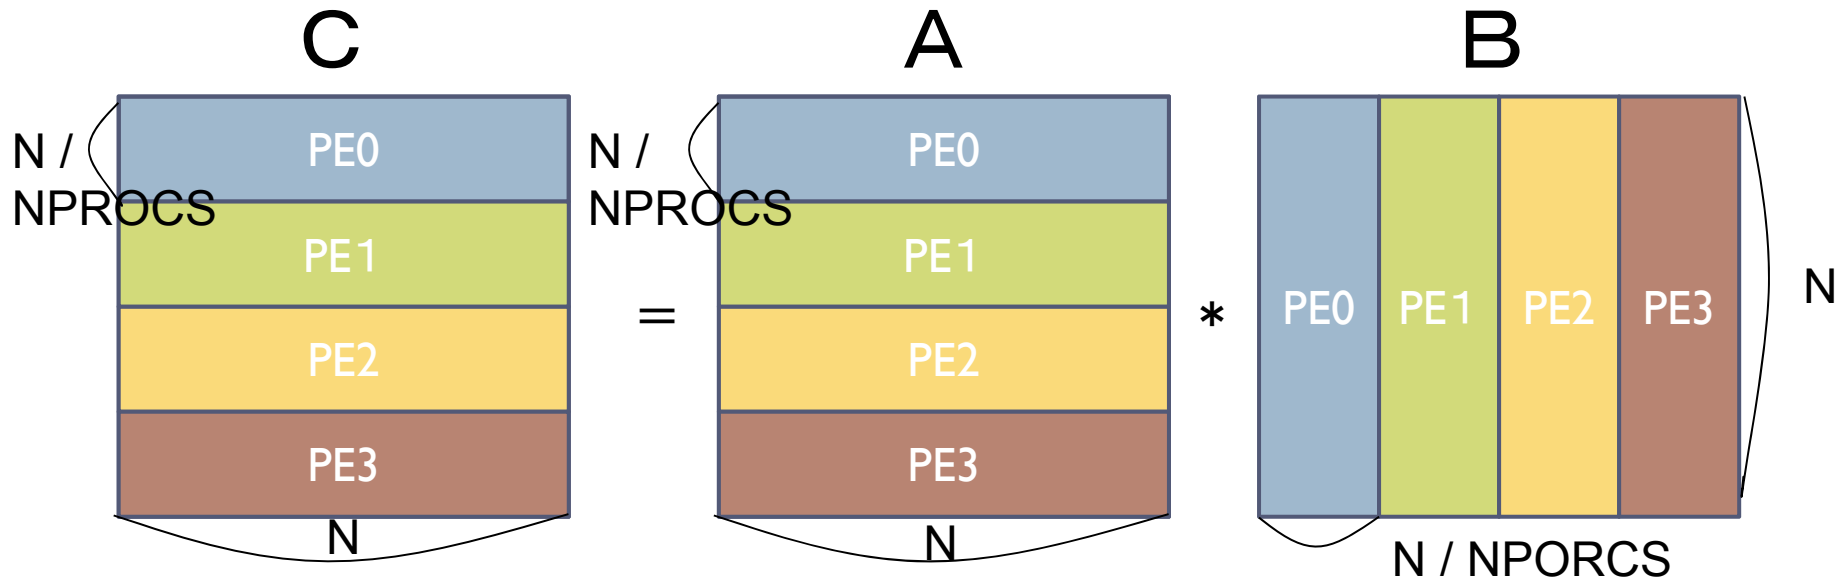 C
A
B
N /
NPROCS
PE0
PE1
PE2
PE3
N
=
N /
NPROCS
PE0
PE1
PE2
PE3
N
*
PE0
PE1
PE2
PE3
N
N / NPORCS